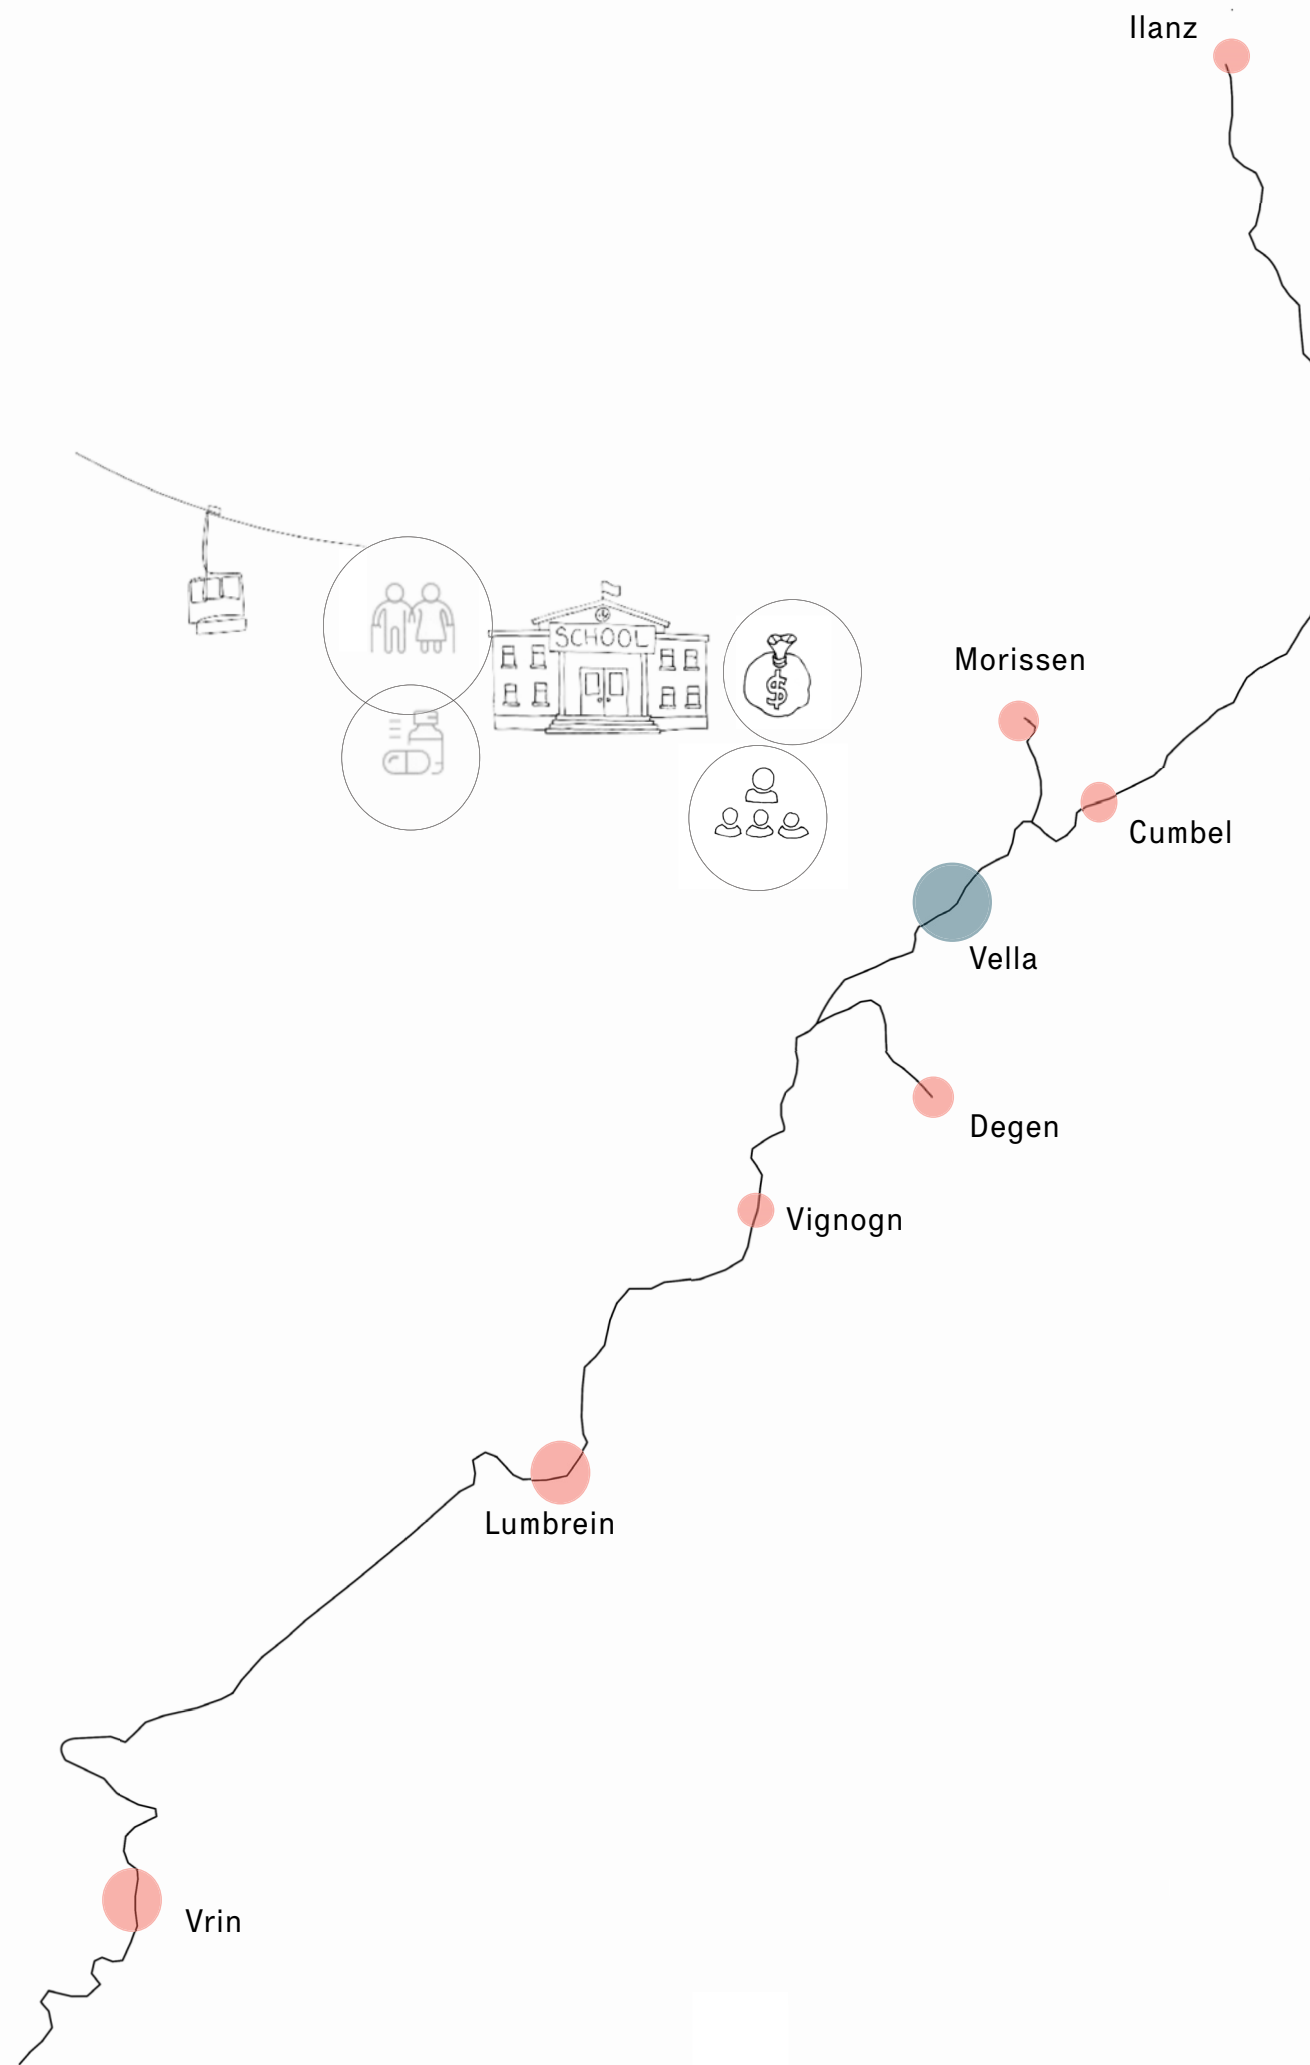 Ilanz
SCHOOL
$
Morissen
Cumbel
Vella
Degen
Vignogn
Lumbrein
Vrin